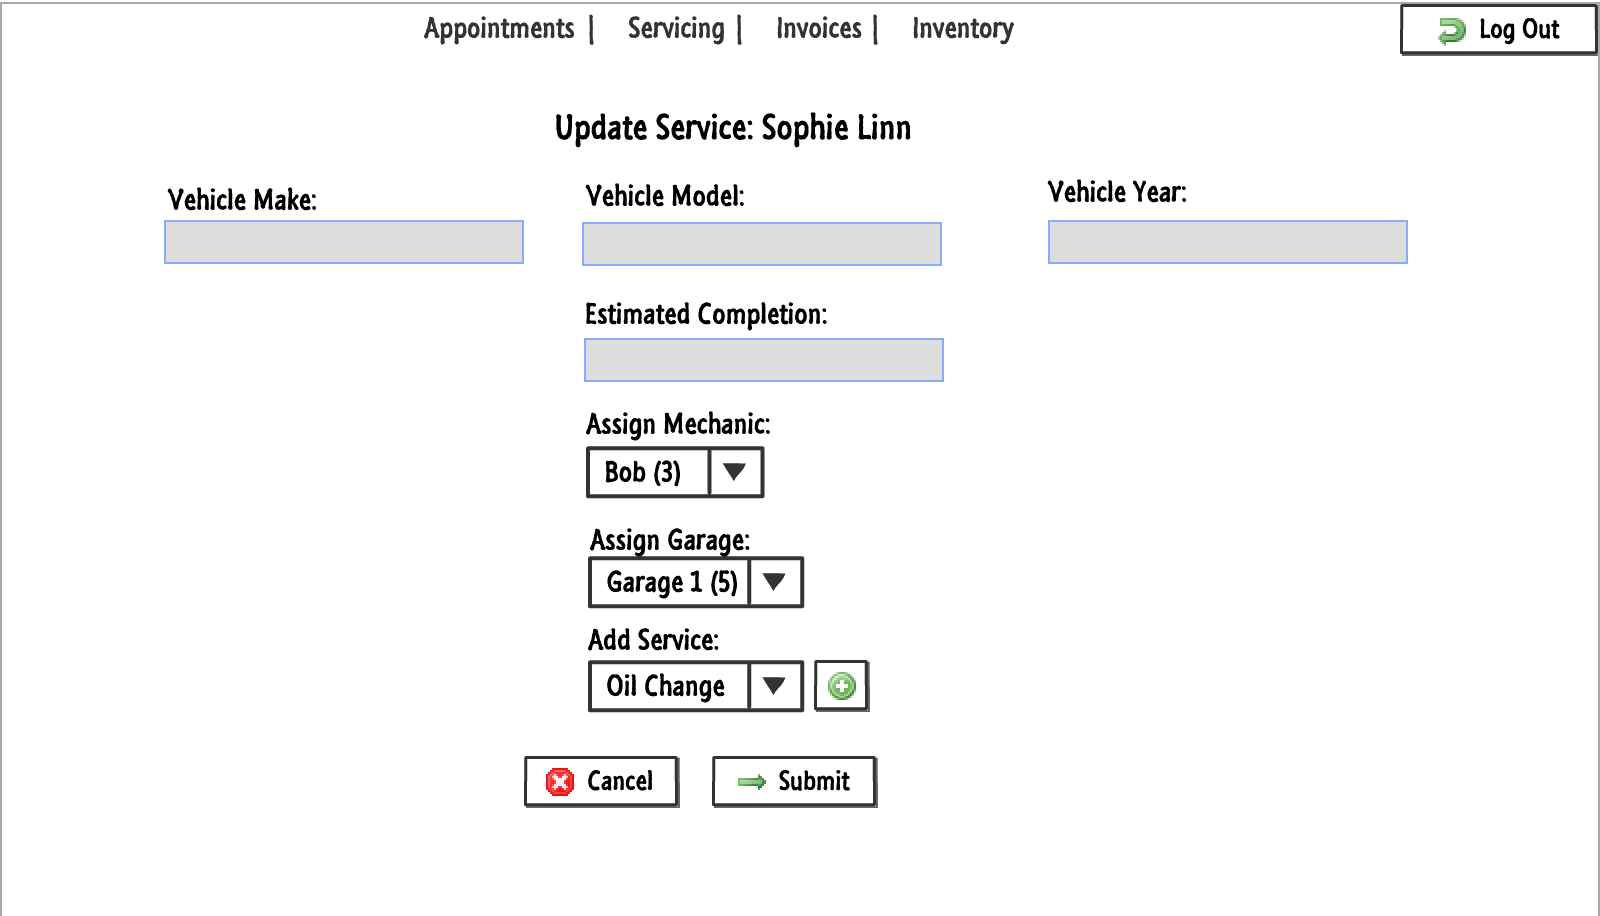 Appointments | Servicing | Invoices | Inventory
Log Out
Update Service: Sophie Linn
Vehicle Make:
Vehicle Model:
Vehicle Year:
Estimated Completion:
Assign Mechanic:
Bob (3)
Assign Garage:
Garage 1 (5)
Add Service:
Oil Change
Cancel
Submit